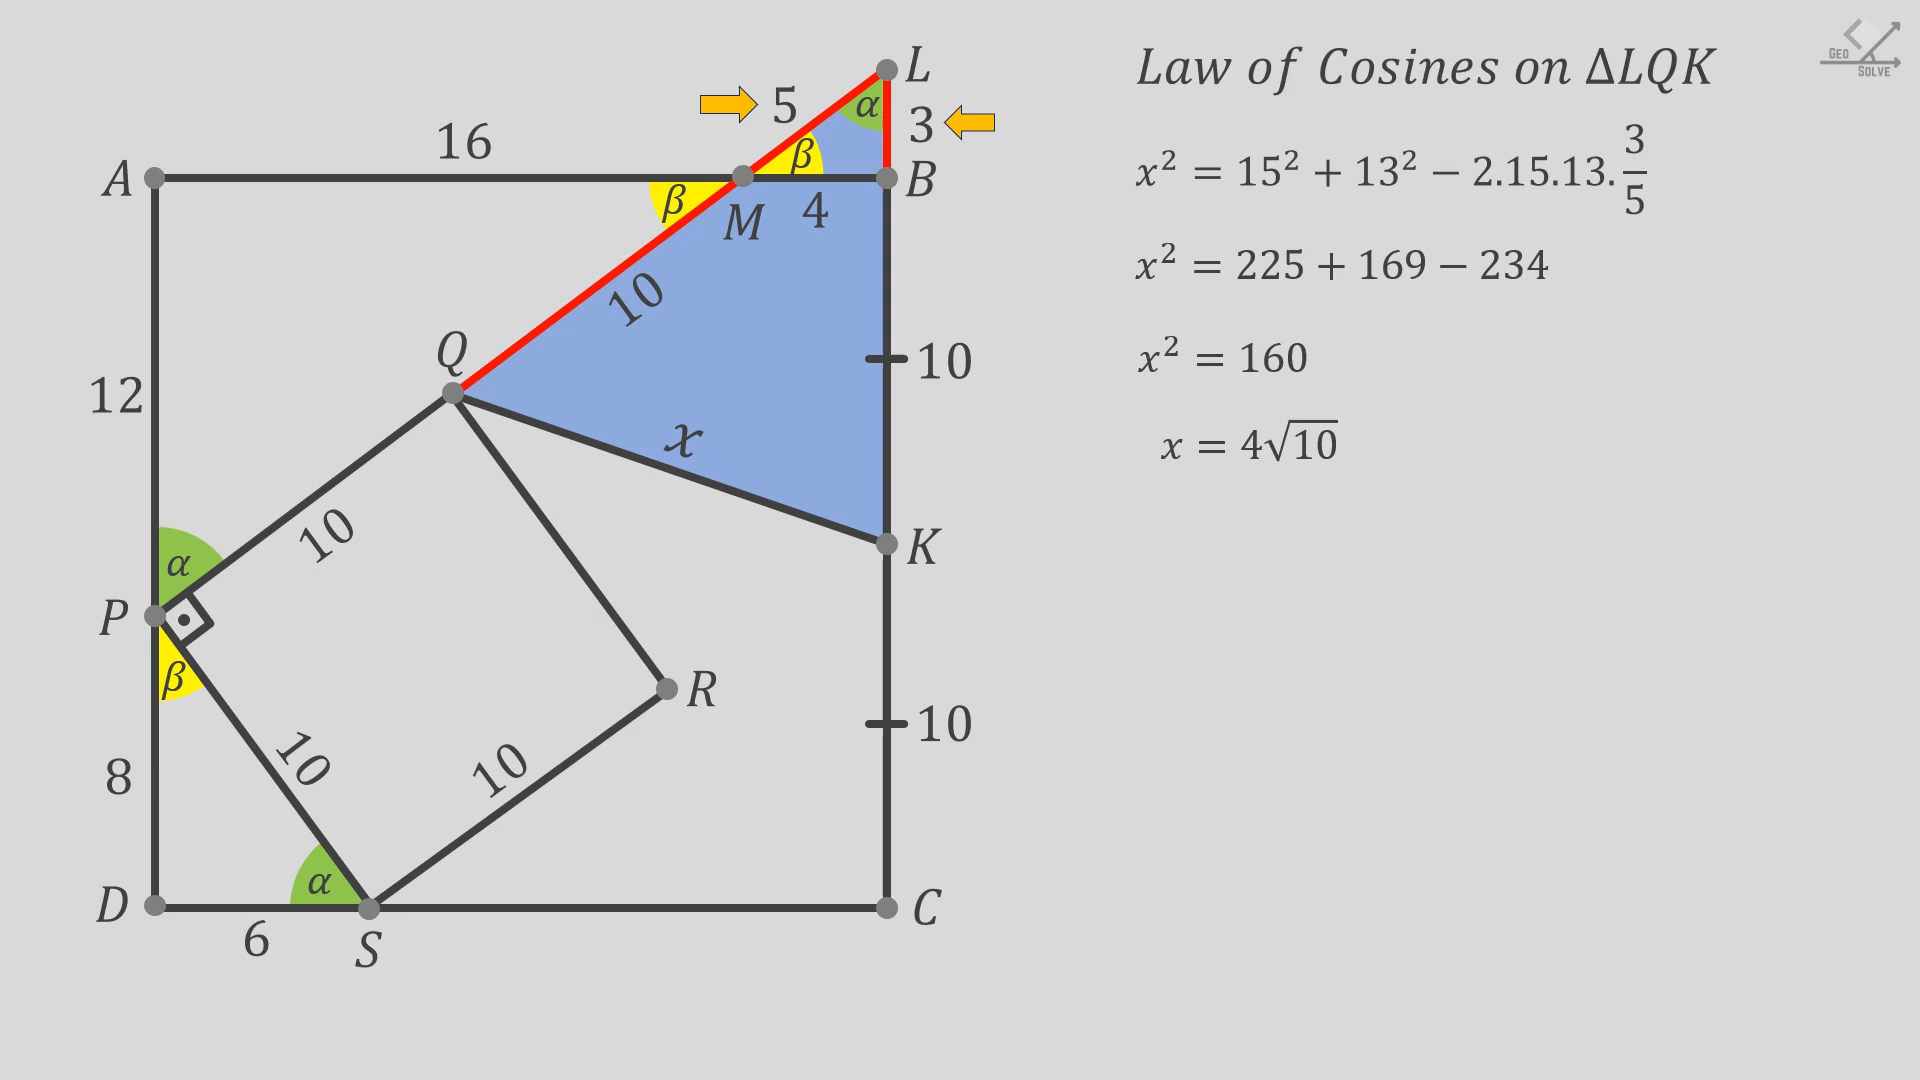 L
5
α
3
16
β
A
B
β
M
4
10
Q
10
12
x
10
α
K
P
β
R
10
10
10
8
α
D
C
6
S
Law of Cosines on ΔLQK
x² = 15² + 13² − 2.15.13.3/5
x² = 225 + 169 − 234
x² = 160
x = 4√10
GEO
SOLVE